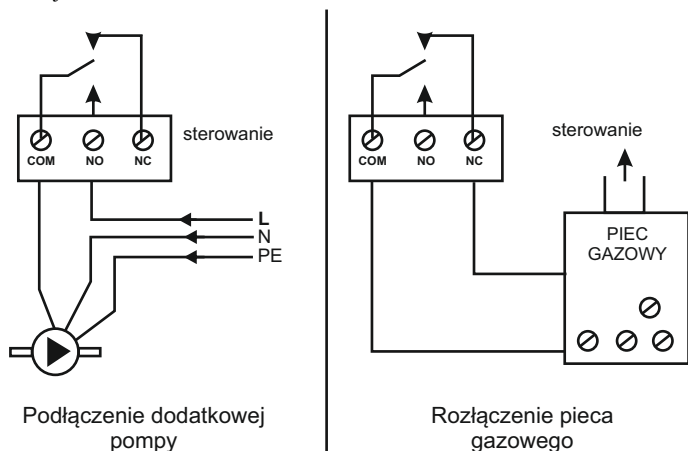 sterowanie
COM NO NC
L
N
PE
Podłączenie dodatkowej
pompy
COM NO NC
sterowanie
PIEC
GAZOWY
Rozłączenie pieca
gazowego